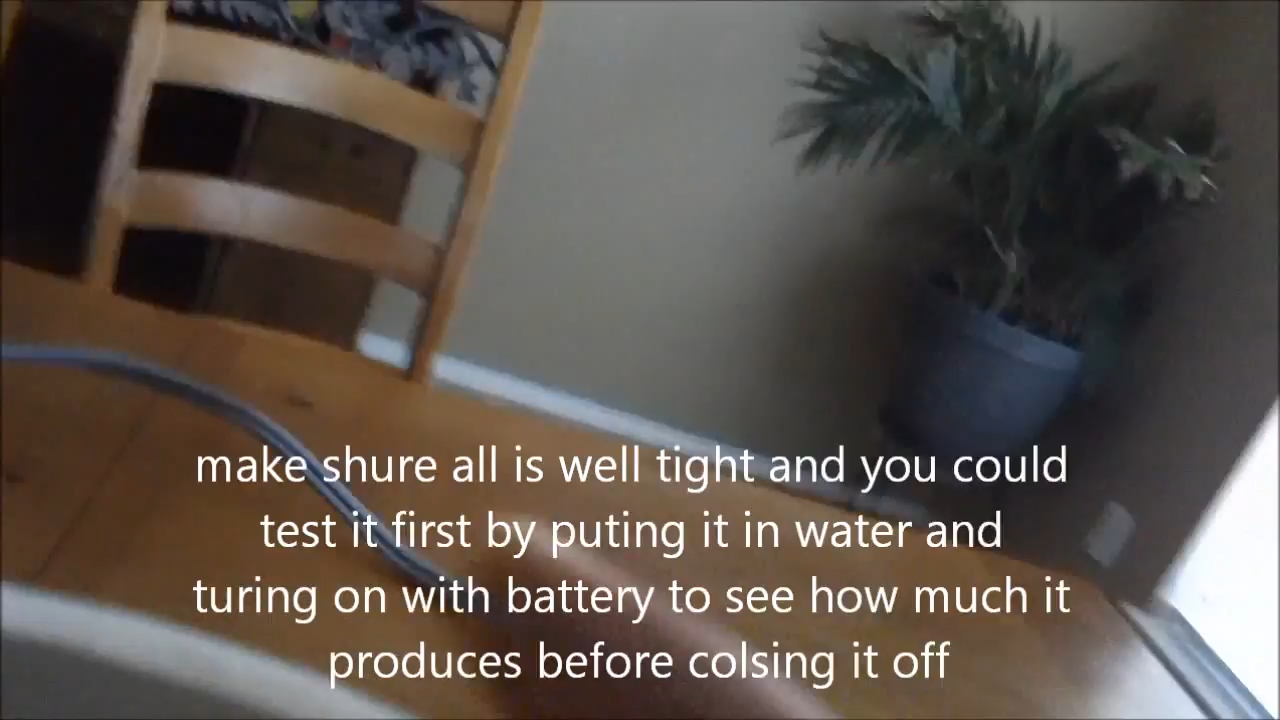 make shure all is well tight and you could
test it first by puting it in water and
turing on with battery to see how much it
produces before colsing it off